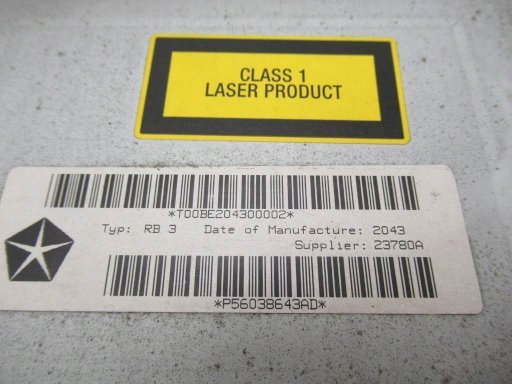 CLASS 1
LASER PRODUCT
*T00BE204300002*
Typ: RB 3 Date of Manufacture: 2043
Supplier: 23780A
*P56038643AD*